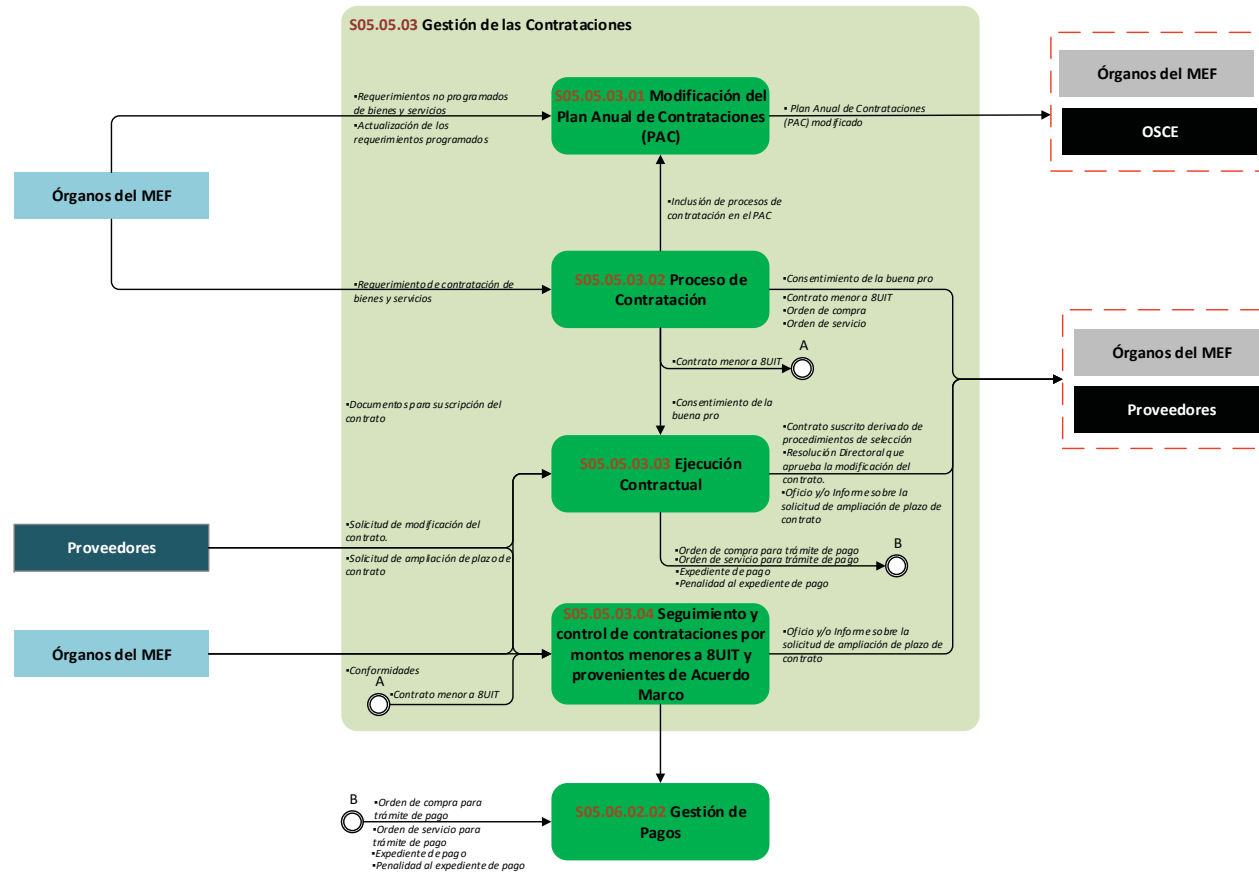 S05.05.03 Gestión de las Contrataciones
Órganos del MEF
▪Requerimientos no programados
de bienes y servicios
▪Actualización de los
requerimientos programados
S05.05.03.01 Modificación del
Plan Anual de Contrataciones
(PAC)
▪ Plan Anual de Contrataciones
(PAC) modificado
Órganos del MEF
OSCE
▪Inclusión de procesos de
contratación en el PAC
▪Requerimiento de contratación de
bienes y servicios
S05.05.03.02 Proceso de
Contratación
▪Consentimiento de la buena pro
▪Contrato menor a 8UIT
▪Orden de compra
▪Orden de servicio
A
▪Contrato menor a 8UIT
Órganos del MEF
Proveedores
▪Consentimiento de la
buena pro
▪Documentos para suscripción del
contrato
S05.05.03.03 Ejecución
Contractual
▪Contrato suscrito derivado de
procedimientos de selección
▪Resolución Directoral que
aprueba la modificación del
contrato.
▪Oficio y/o Informe sobre la
solicitud de ampliación de plazo de
contrato
Proveedores
▪Solicitud de modificación del
contrato.
▪Solicitud de ampliación de plazo de
contrato
▪Orden de compra para trámite de pago
▪Orden de servicio para trámite de pago
▪Expediente de pago
▪Penalidad al expediente de pago
B
Órganos del MEF
S05.05.03.04 Seguimiento y
control de contrataciones por
montos menores a 8UIT y
provenientes de Acuerdo
Marco
▪Oficio y/o Informe sobre la
solicitud de ampliación de plazo de
contrato
▪Conformidades
A
▪Contrato menor a 8UIT
B
▪Orden de compra para
trámite de pago
▪Orden de servicio para
trámite de pago
▪Expediente de pago
▪Penalidad al expediente de pago
S05.06.02.02 Gestión de
Pagos